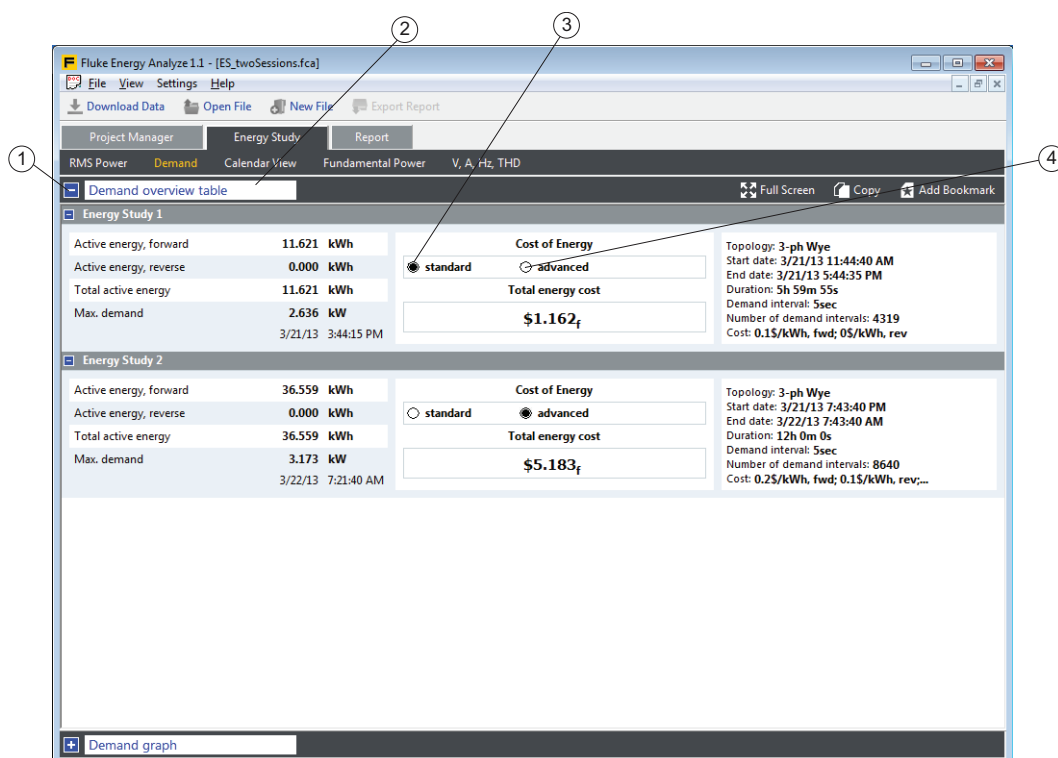 2
3
Fluke Energy Analyze 1.1 - [ES_twoSessions.fca]
File View Settings Help
Download Data Open File New File Export Report
Project Manager Energy Study Report
1
4
RMS Power Demand Calendar View Fundamental Power V, A, Hz, THD
Demand overview table Full Screen Copy Add Bookmark
Energy Study 1
Active energy, forward 11.621 kWh
Active energy, reverse 0.000 kWh
Total active energy 11.621 kWh
Max. demand 2.636 kW
3/21/13 3:44:15 PM
Cost of Energy
standard advanced
Total energy cost
$1.162f
Topology: 3-ph Wye
Start date: 3/21/13 11:44:40 AM
End date: 3/21/13 5:44:35 PM
Duration: 5h 59m 55s
Demand interval: 5sec
Number of demand intervals: 4319
Cost: 0.1$/kWh, fwd; 0$/kWh, rev
Energy Study 2
Active energy, forward 36.559 kWh
Active energy, reverse 0.000 kWh
Total active energy 36.559 kWh
Max. demand 3.173 kW
3/22/13 7:21:40 AM
Cost of Energy
standard advanced
Total energy cost
$5.183f
Topology: 3-ph Wye
Start date: 3/21/13 7:43:40 PM
End date: 3/22/13 7:43:40 AM
Duration: 12h 0m 0s
Demand interval: 5sec
Number of demand intervals: 8640
Cost: 0.2$/kWh, fwd; 0.1$/kWh, rev;...
Demand graph